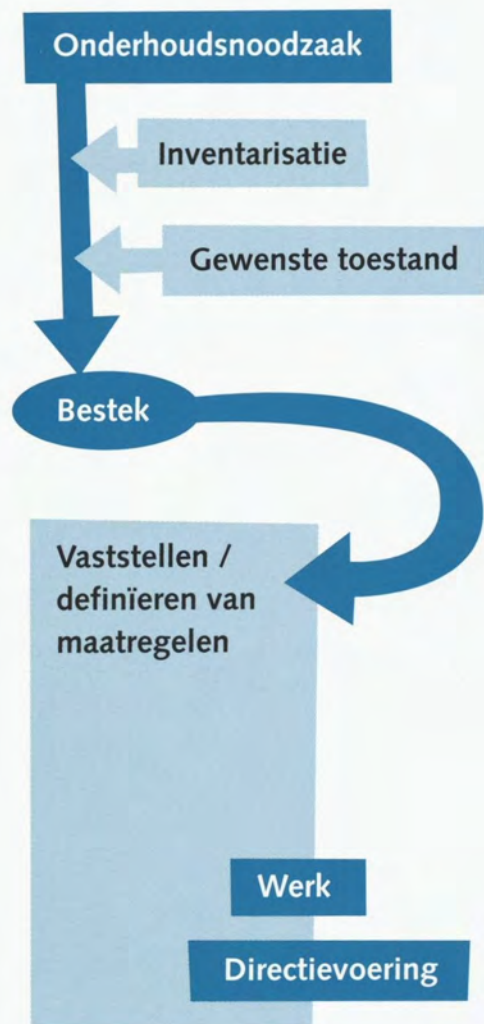 Onderhoudsnoodzaak
Inventarisatie
Gewenste toestand
Bestek
Vaststellen /
definïeren van
maatregelen
Werk
Directievoering